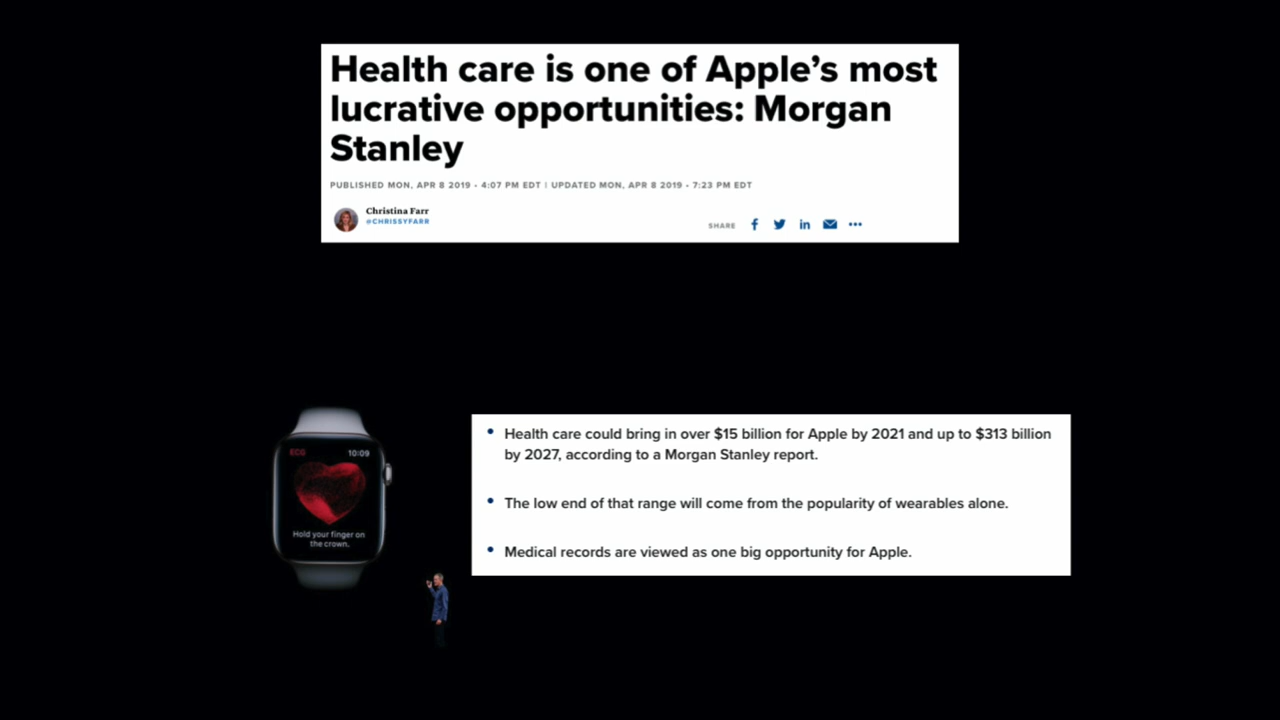 Health care is one of Apple’s most
lucrative opportunities: Morgan
Stanley
PUBLISHED MON, APR 8 2019 • 4:07 PM EDT | UPDATED MON, APR 8 2019 • 7:23 PM EDT
Christina Farr
@CHRISSYFARR
SHARE
ECG 10:09
Hold your finger on
the crown.
• Health care could bring in over $15 billion for Apple by 2021 and up to $313 billion
by 2027, according to a Morgan Stanley report.
• The low end of that range will come from the popularity of wearables alone.
• Medical records are viewed as one big opportunity for Apple.